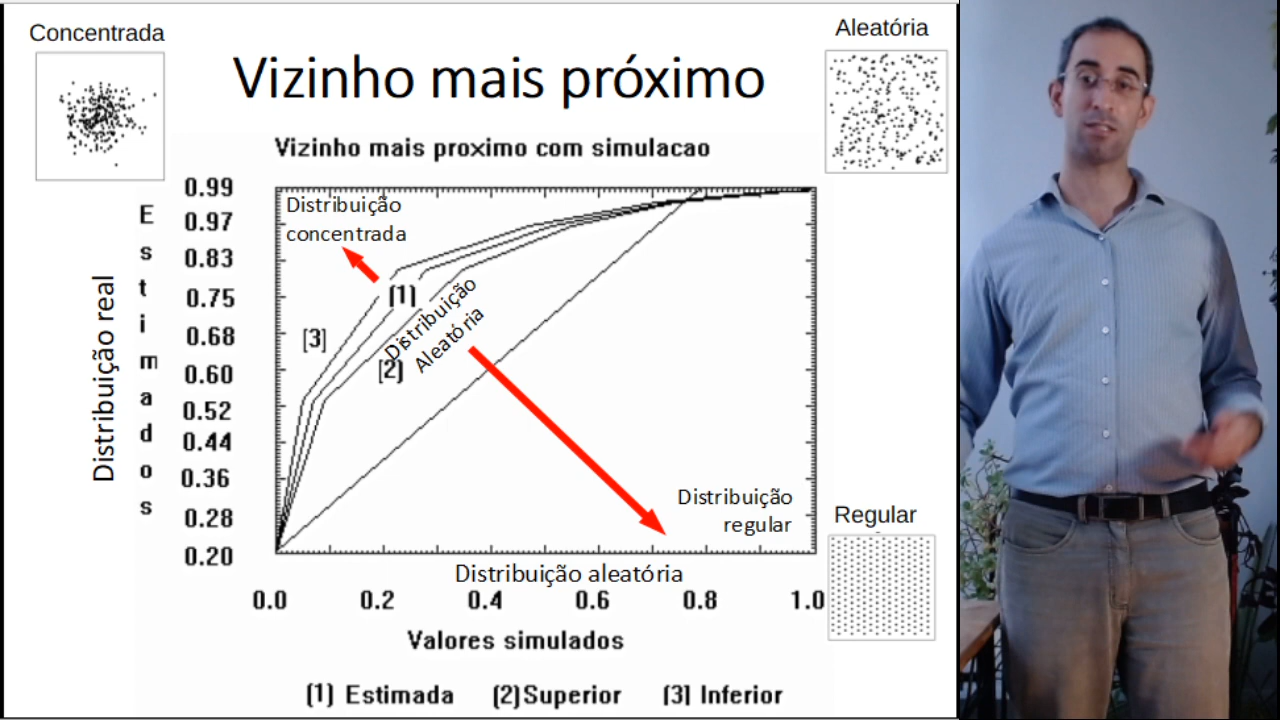 Concentrada
Aleatória
Vizinho mais próximo
Vizinho mais proximo com simulacao
Distribuição real
Estimados
0.99
0.97
0.83
0.75
0.68
0.60
0.52
0.44
0.36
0.28
0.20
Distribuição
concentrada
[1]
[3]
[2]
Distribuição
Aleatória
Distribuição
regular
Regular
Distribuição aleatória
0.0 0.2 0.4 0.6 0.8 1.0
Valores simulados
[1] Estimada [2]Superior [3] Inferior